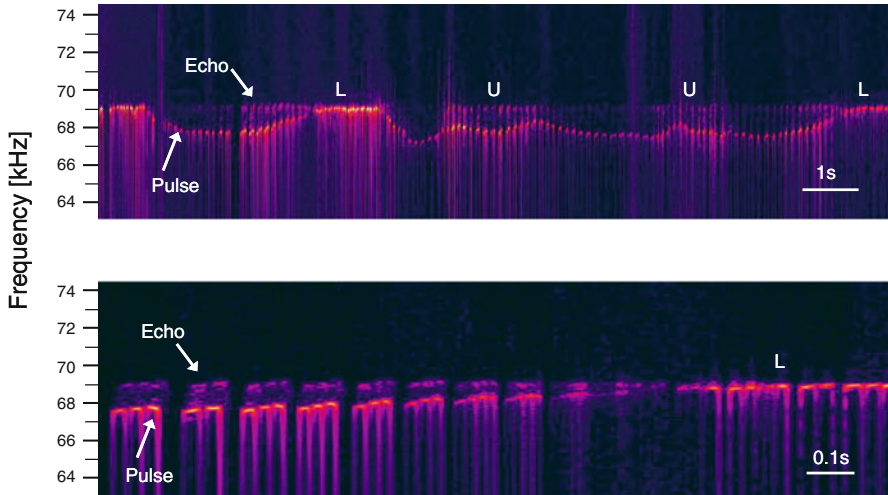 Frequency [kHz]
74
72
70
68
66
64
Echo
L
U
U
L
Pulse
1s
74
72
70
68
66
64
Echo
L
Pulse
0.1s